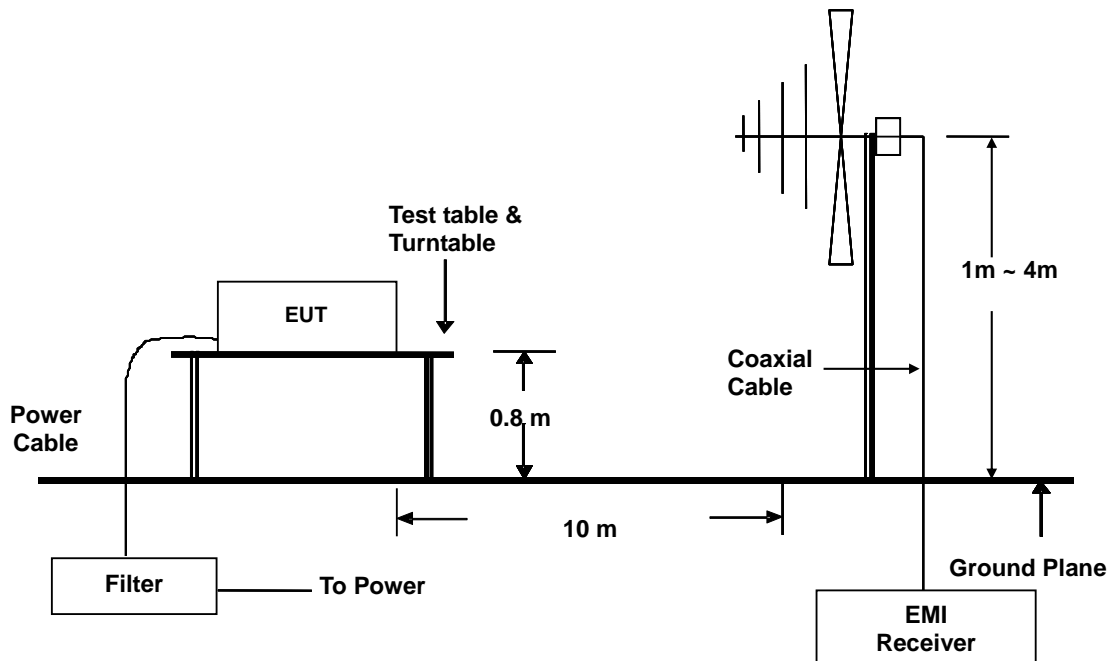 Test table &
Turntable
EUT
1m ~ 4m
Coaxial
Cable
0.8 m
Power
Cable
10 m
Filter
To Power
Ground Plane
EMI
Receiver